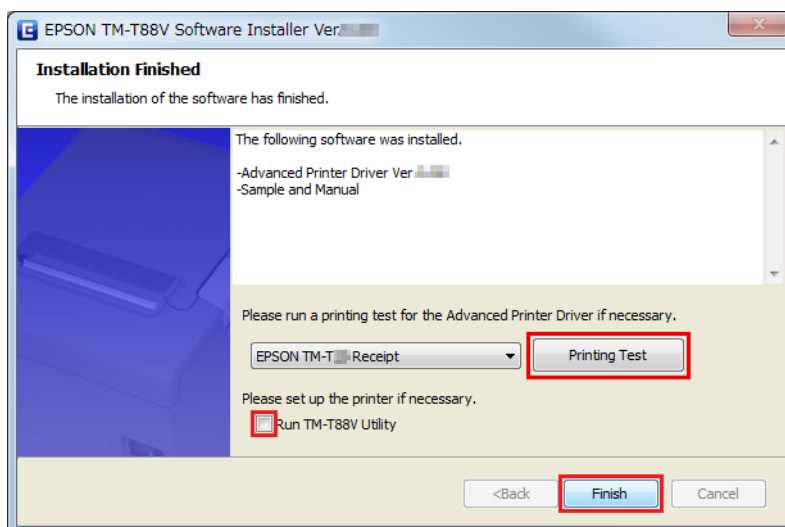 EPSON TM-T88V Software Installer Ver.
Installation Finished
The installation of the software has finished.
The following software was installed.
-Advanced Printer Driver Ver
-Sample and Manual
Please run a printing test for the Advanced Printer Driver if necessary.
EPSON TM-T Receipt
Printing Test
Please set up the printer if necessary.
Run TM-T88V Utility
<Back
Finish
Cancel